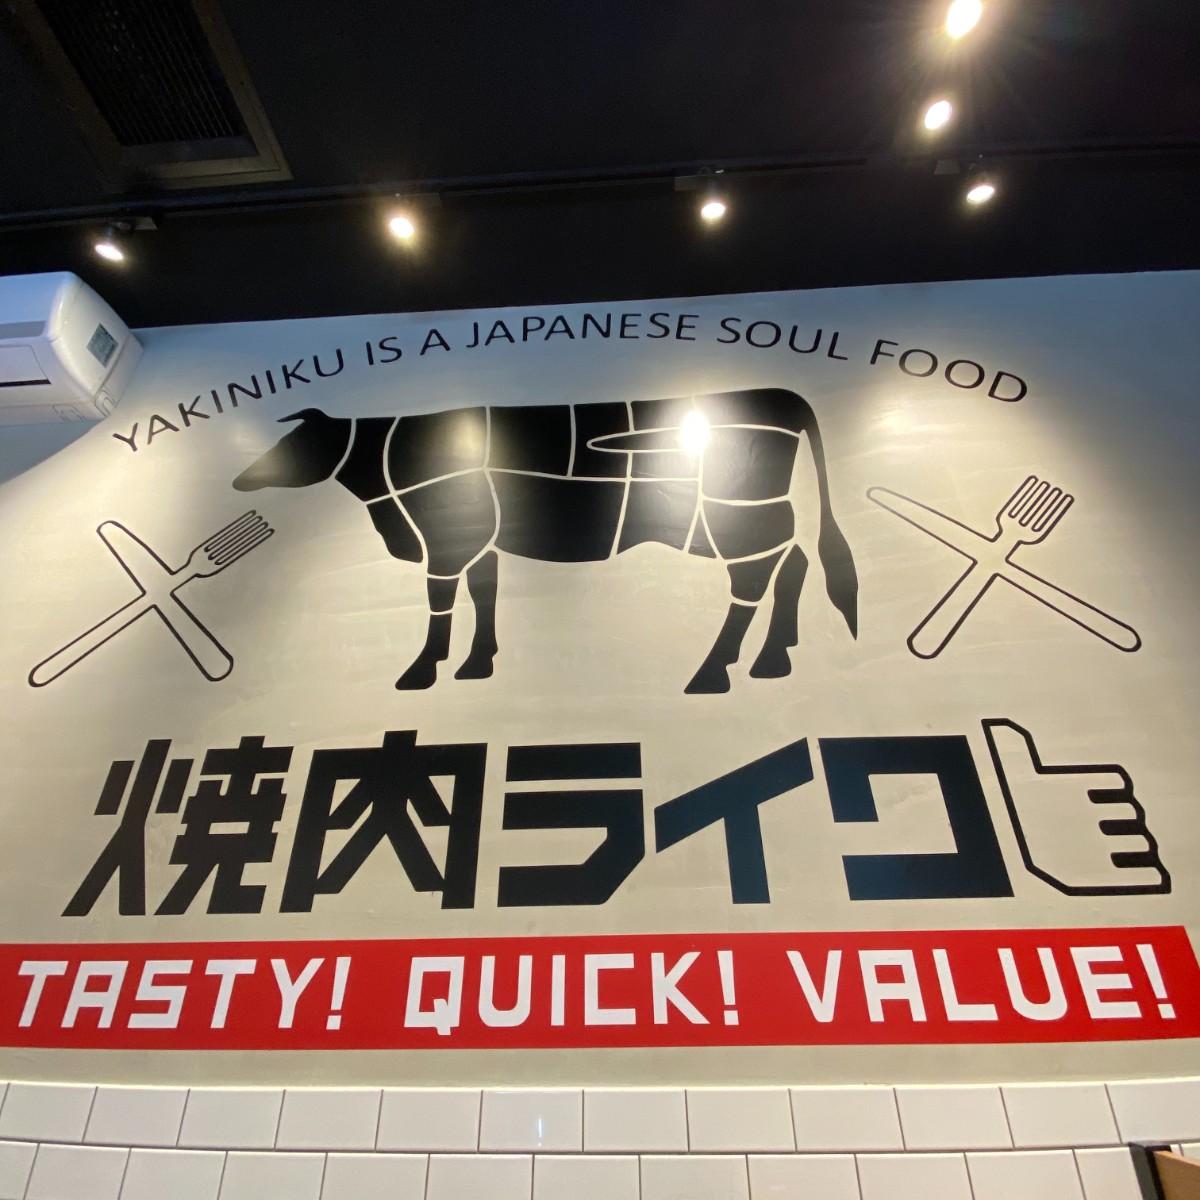 YAKINIKU IS A JAPANESE SOUL FOOD
焼肉ライク
TASTY! QUICK! VALUE!